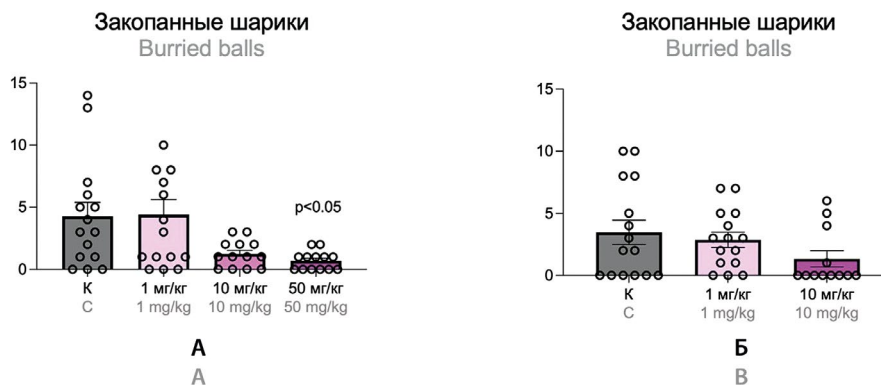 Закопанные шарики
Burried balls
15
10
5
0
p<0.05
К 1 мг/кг 10 мг/кг 50 мг/кг
C 1 mg/kg 10 mg/kg 50 mg/kg
А
A
Закопанные шарики
Burried balls
15
10
5
0
К 1 мг/кг 10 мг/кг
C 1 mg/kg 10 mg/kg
Б
B